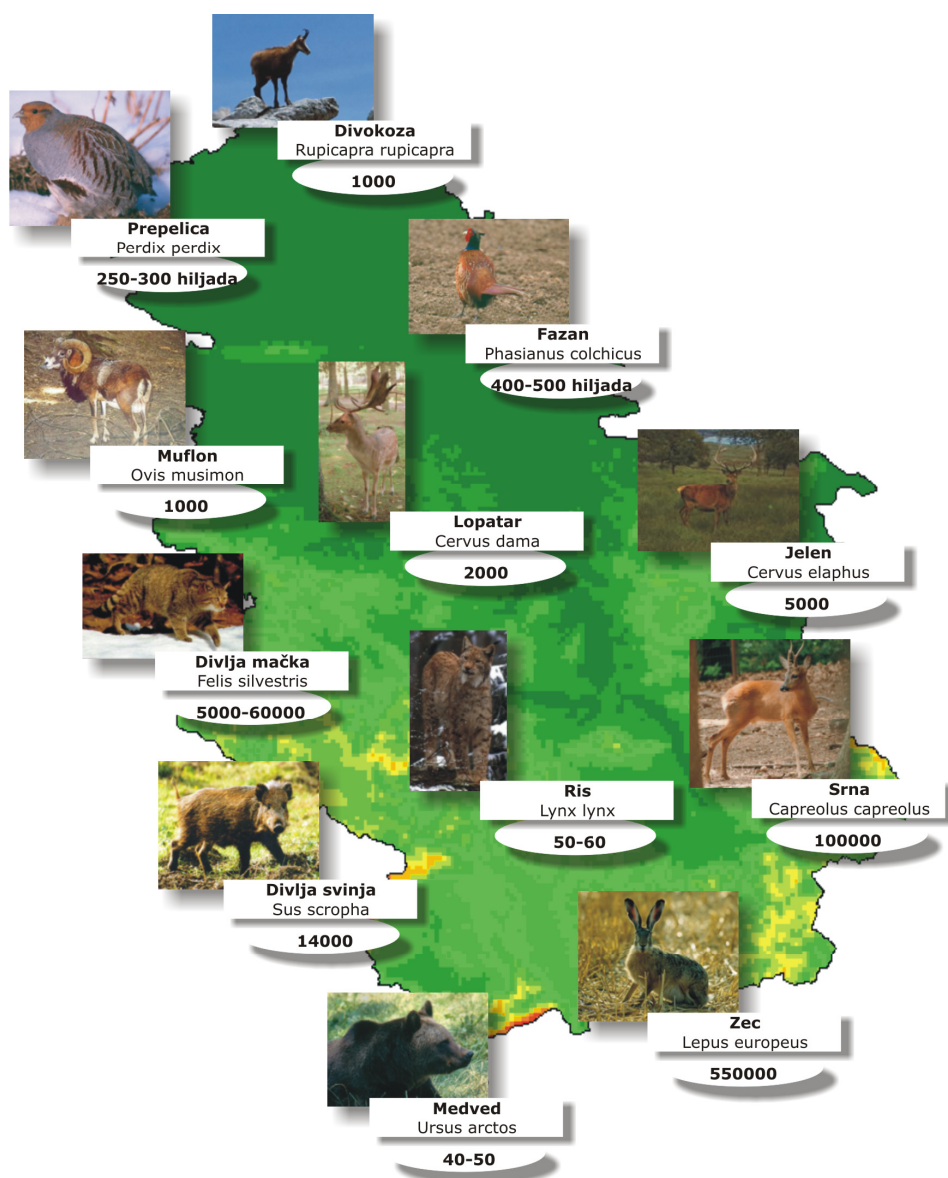 Divokoza
Rupicapra rupicapra
1000
Prepelica
Perdix perdix
250-300 hiljada
Fazan
Phasianus colchicus
400-500 hiljada
Muflon
Ovis musimon
1000
Lopatar
Cervus dama
2000
Jelen
Cervus elaphus
5000
Divlja mačka
Felis silvestris
5000-60000
Ris
Lynx lynx
50-60
Srna
Capreolus capreolus
100000
Divlja svinja
Sus scropha
14000
Zec
Lepus europeus
550000
Medved
Ursus arctos
40-50